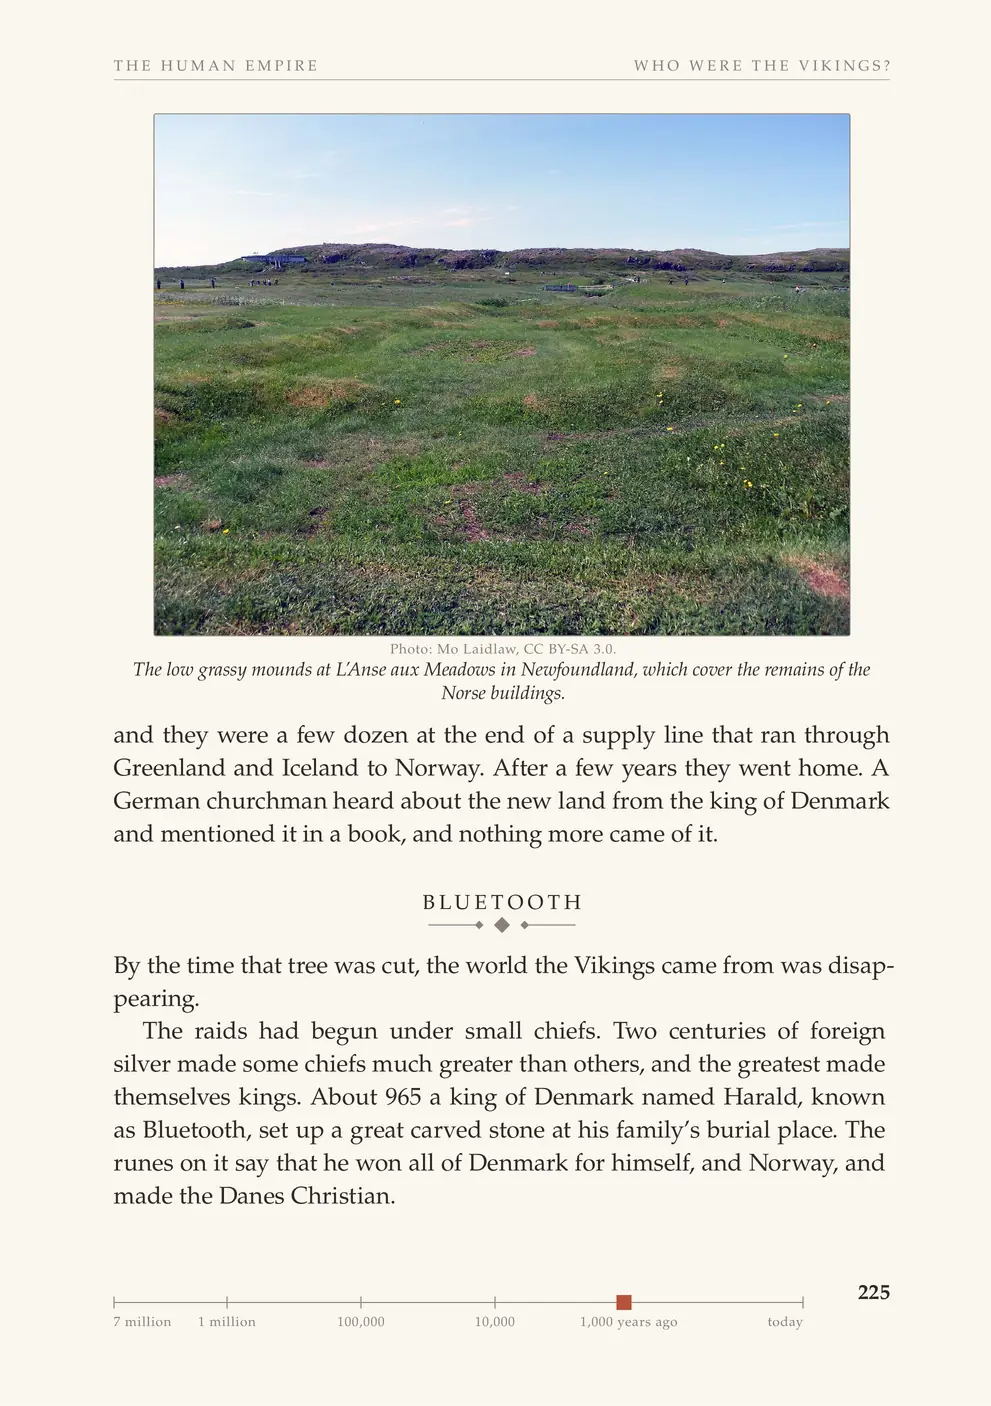 THE HUMAN EMPIRE
WHO WERE THE VIKINGS?
Photo: Mo Laidlaw, CC BY-SA 3.0.
The low grassy mounds at L’Anse aux Meadows in Newfoundland, which cover the remains of the
Norse buildings.
and they were a few dozen at the end of a supply line that ran through
Greenland and Iceland to Norway. After a few years they went home. A
German churchman heard about the new land from the king of Denmark
and mentioned it in a book, and nothing more came of it.
BLUETOOTH
By the time that tree was cut, the world the Vikings came from was disap-
pearing.
The raids had begun under small chiefs. Two centuries of foreign
silver made some chiefs much greater than others, and the greatest made
themselves kings. About 965 a king of Denmark named Harald, known
as Bluetooth, set up a great carved stone at his family’s burial place. The
runes on it say that he won all of Denmark for himself, and Norway, and
made the Danes Christian.
225
7 million 1 million 100,000 10,000 1,000 years ago today